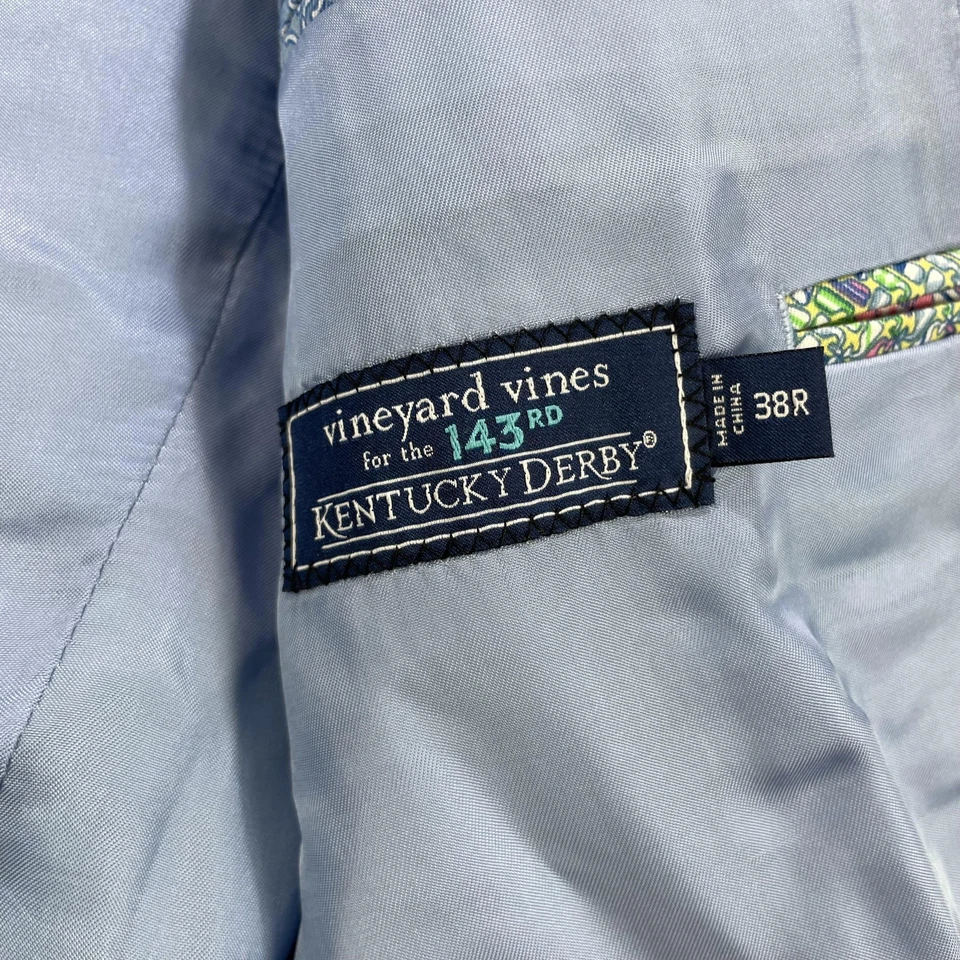 vineyard vines
for the 143RD
KENTUCKY DERBY®
MADE IN
CHINA
38R